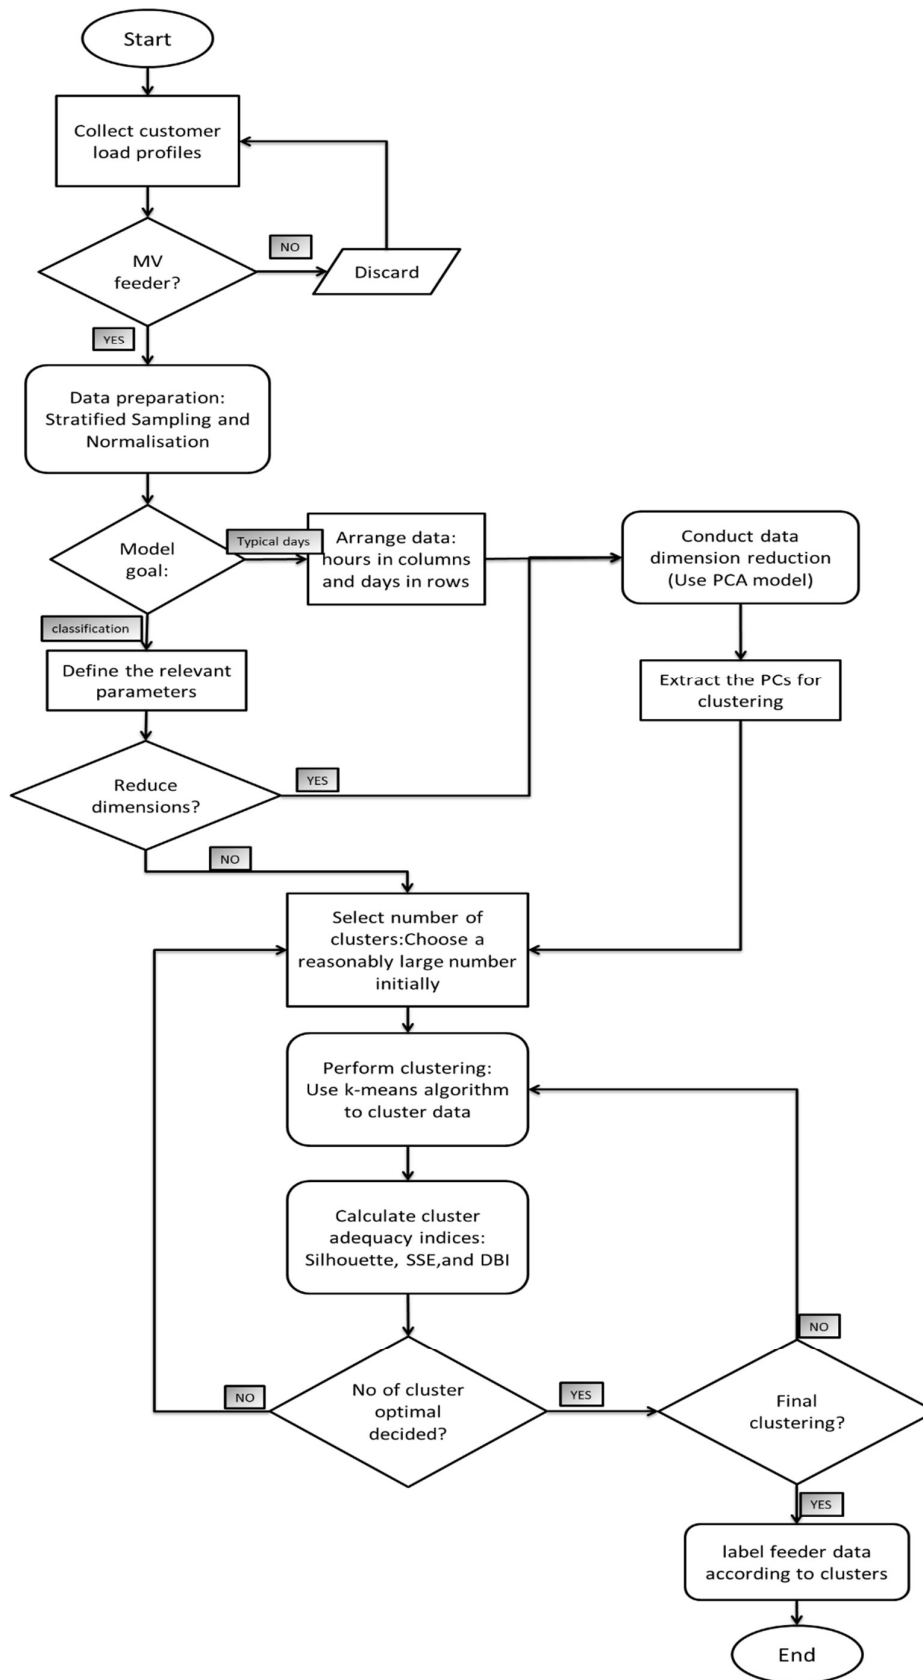 Start
Collect customer
load profiles
MV
feeder?
NO
Discard
YES
Data preparation:
Stratified Sampling and
Normalisation
Model
goal:
Typical days
Arrange data:
hours in columns
and days in rows
Conduct data
dimension reduction
(Use PCA model)
classification
Define the relevant
parameters
Extract the PCs for
clustering
Reduce
dimensions?
YES
NO
Select number of
clusters:Choose a
reasonably large number
initially
Perform clustering:
Use k-means algorithm
to cluster data
Calculate cluster
adequacy indices:
Silhouette, SSE,and DBI
No of cluster
optimal
decided?
NO
YES
Final
clustering?
NO
YES
label feeder data
according to clusters
End